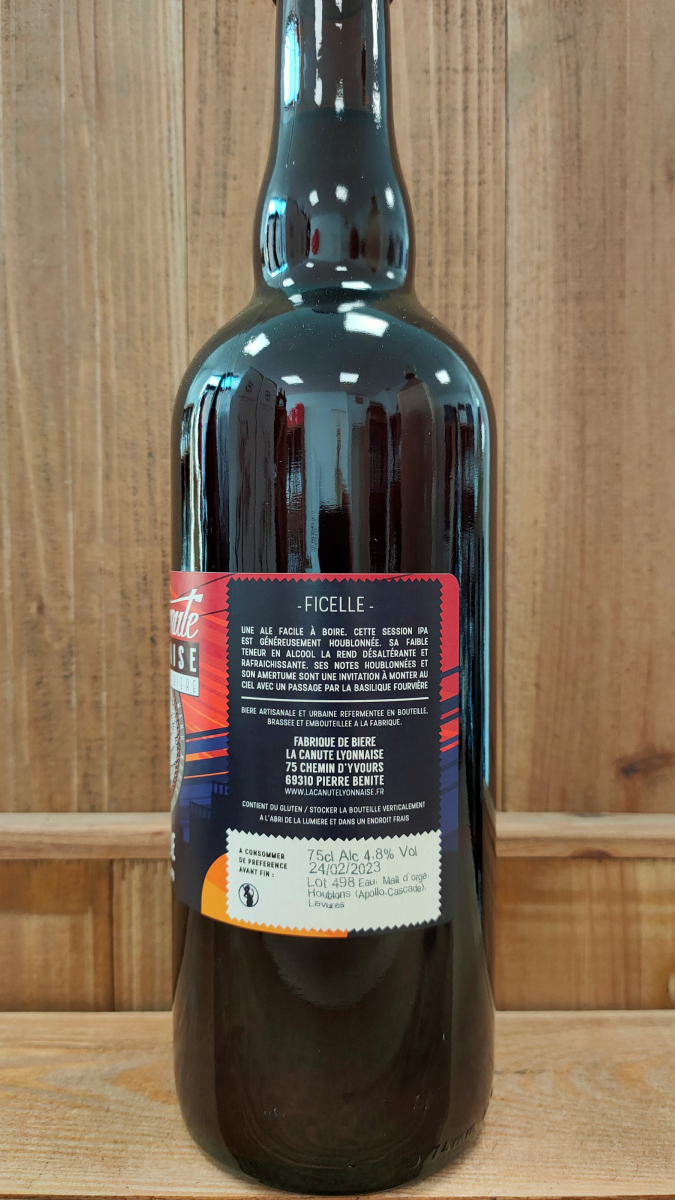 - FICELLE -
UNE ALE FACILE À BOIRE. CETTE SESSION IPA
EST GÉNÉREUSEMENT HOUBLONNÉE. SA FAIBLE
TENEUR EN ALCOOL LA REND DÉSALTÉRANTE ET
RAFRAICHISSANTE. SES NOTES HOUBLONNÉES ET
SON AMERTUME SONT UNE INVITATION À MONTER AU
CIEL AVEC UN PASSAGE PAR LA BASILIQUE FOURVIÈRE
BIERE ARTISANALE ET URBAINE REFERMENTEE EN BOUTEILLE,
BRASSEE ET EMBOUTEILLEE A LA FABRIQUE.
FABRIQUE DE BIERE
LA CANUTE LYONNAISE
75 CHEMIN D'YVOURS
69310 PIERRE BENITE
WWW.LACANUTELYONNAISE.FR
CONTIENT DU GLUTEN / STOCKER LA BOUTEILLE VERTICALEMENT
A L'ABRI DE LA LUMIERE ET DANS UN ENDROIT FRAIS
A CONSOMMER
DE PREFERENCE
AVANT FIN :
75cl Alc 4.8% Vol
24/02/2023
Lot 498 Eau, Malt d'orge,
Houblons (Apollo,Cascade),
Levures